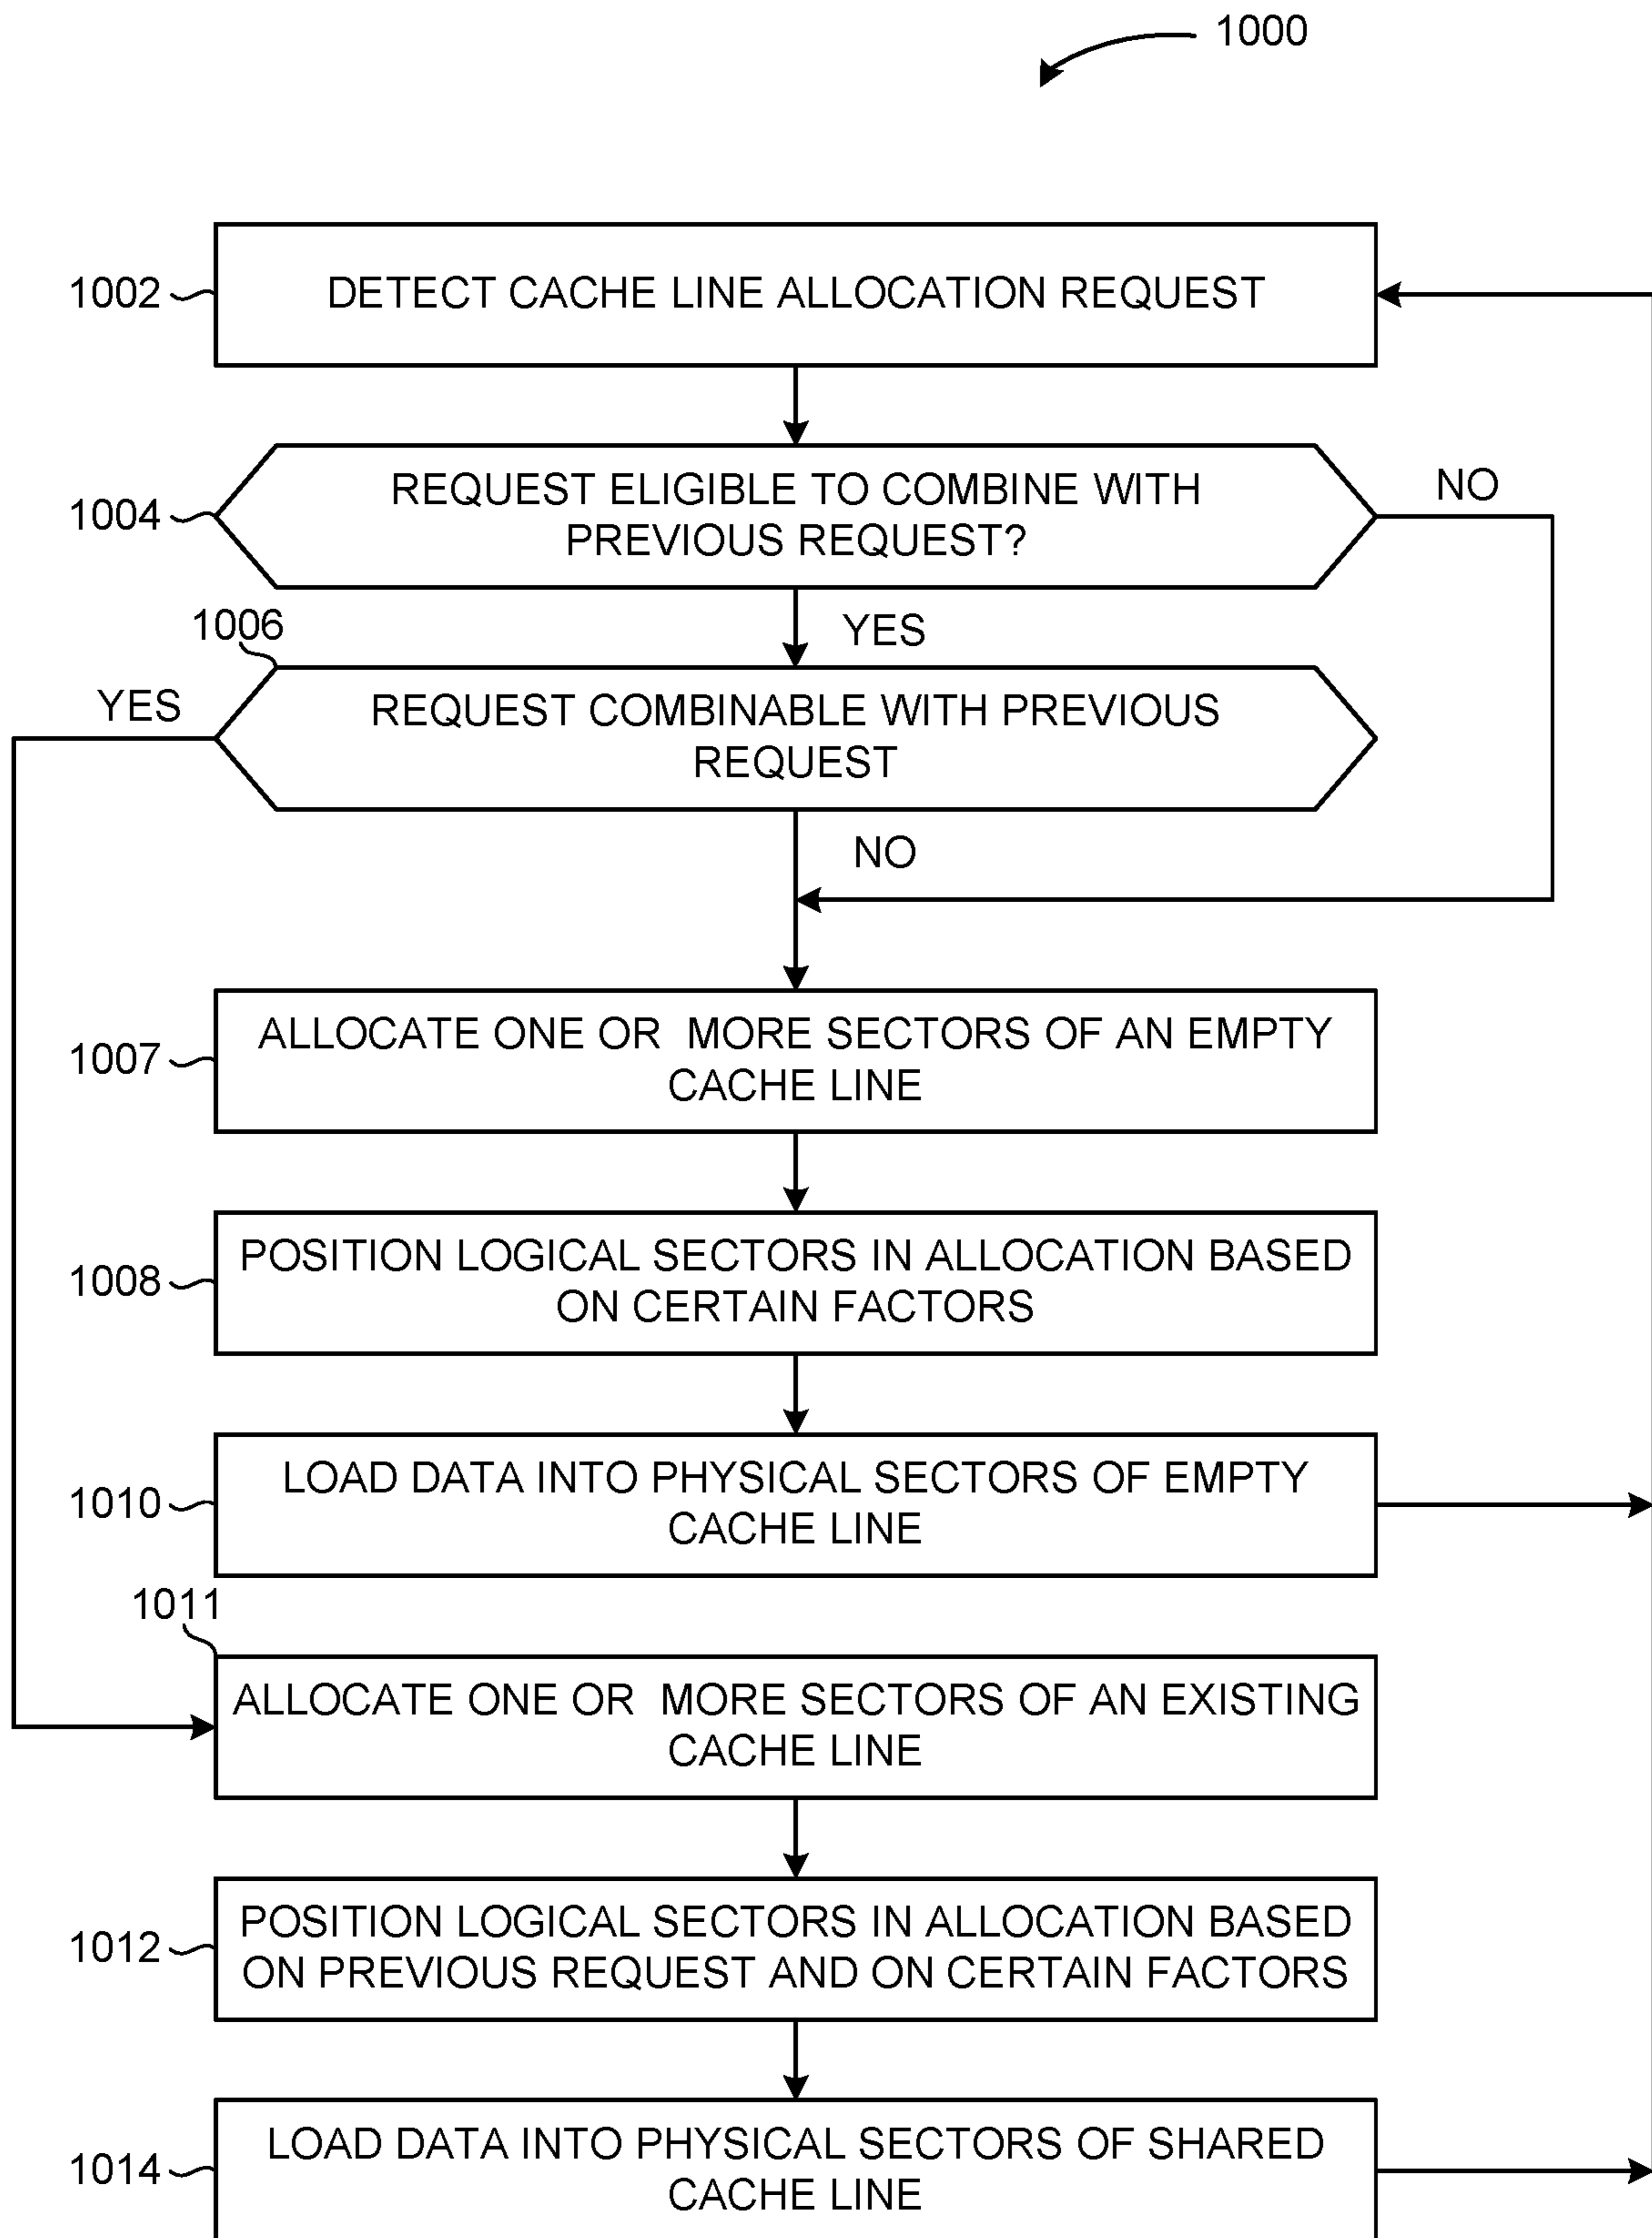 1000
1002
DETECT CACHE LINE ALLOCATION REQUEST
1004
REQUEST ELIGIBLE TO COMBINE WITH
PREVIOUS REQUEST?
NO
YES
1006
YES
REQUEST COMBINABLE WITH PREVIOUS
REQUEST
NO
1007
ALLOCATE ONE OR MORE SECTORS OF AN EMPTY
CACHE LINE
1008
POSITION LOGICAL SECTORS IN ALLOCATION BASED
ON CERTAIN FACTORS
1010
LOAD DATA INTO PHYSICAL SECTORS OF EMPTY
CACHE LINE
1011
ALLOCATE ONE OR MORE SECTORS OF AN EXISTING
CACHE LINE
1012
POSITION LOGICAL SECTORS IN ALLOCATION BASED
ON PREVIOUS REQUEST AND ON CERTAIN FACTORS
1014
LOAD DATA INTO PHYSICAL SECTORS OF SHARED
CACHE LINE